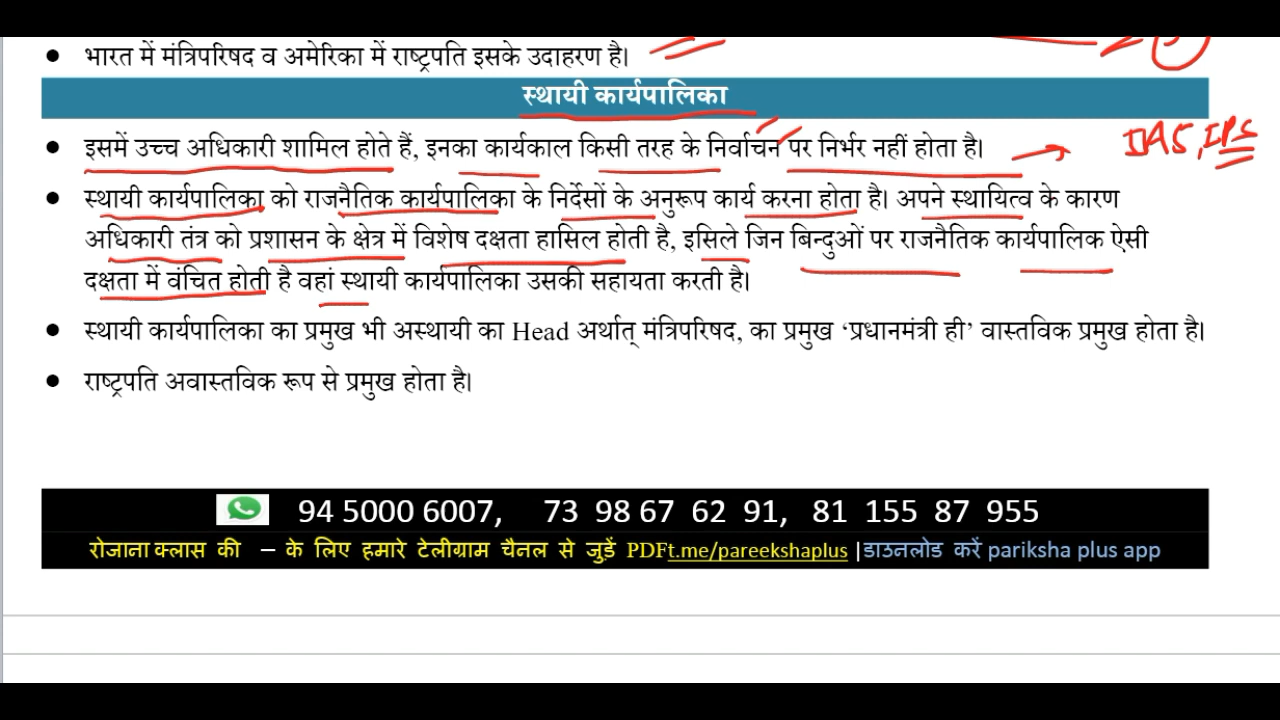 भारत में मंत्रिपरिषद व अमेरिका में राष्ट्रपति इसके उदाहरण है।
स्थायी कार्यपालिका
इसमें उच्च अधिकारी शामिल होते हैं, इनका कार्यकाल किसी तरह के निर्वाचन पर निर्भर नहीं होता है। IAS, IPS
स्थायी कार्यपालिका को राजनैतिक कार्यपालिका के निर्देसों के अनुरूप कार्य करना होता है। अपने स्थायित्व के कारण
अधिकारी तंत्र को प्रशासन के क्षेत्र में विशेष दक्षता हासिल होती है, इसिले जिन बिन्दुओं पर राजनैतिक कार्यपालिक ऐसी
दक्षता में वंचित होती है वहां स्थायी कार्यपालिका उसकी सहायता करती है।
स्थायी कार्यपालिका का प्रमुख भी अस्थायी का Head अर्थात् मंत्रिपरिषद, का प्रमुख ‘प्रधानमंत्री ही’ वास्तविक प्रमुख होता है।
राष्ट्रपति अवास्तविक रूप से प्रमुख होता है।
94 5000 6007, 73 98 67 62 91, 81 155 87 955
रोजाना क्लास की – के लिए हमारे टेलीग्राम चैनल से जुड़ें PDFt.me/pareekshaplus |डाउनलोड करें pariksha plus app